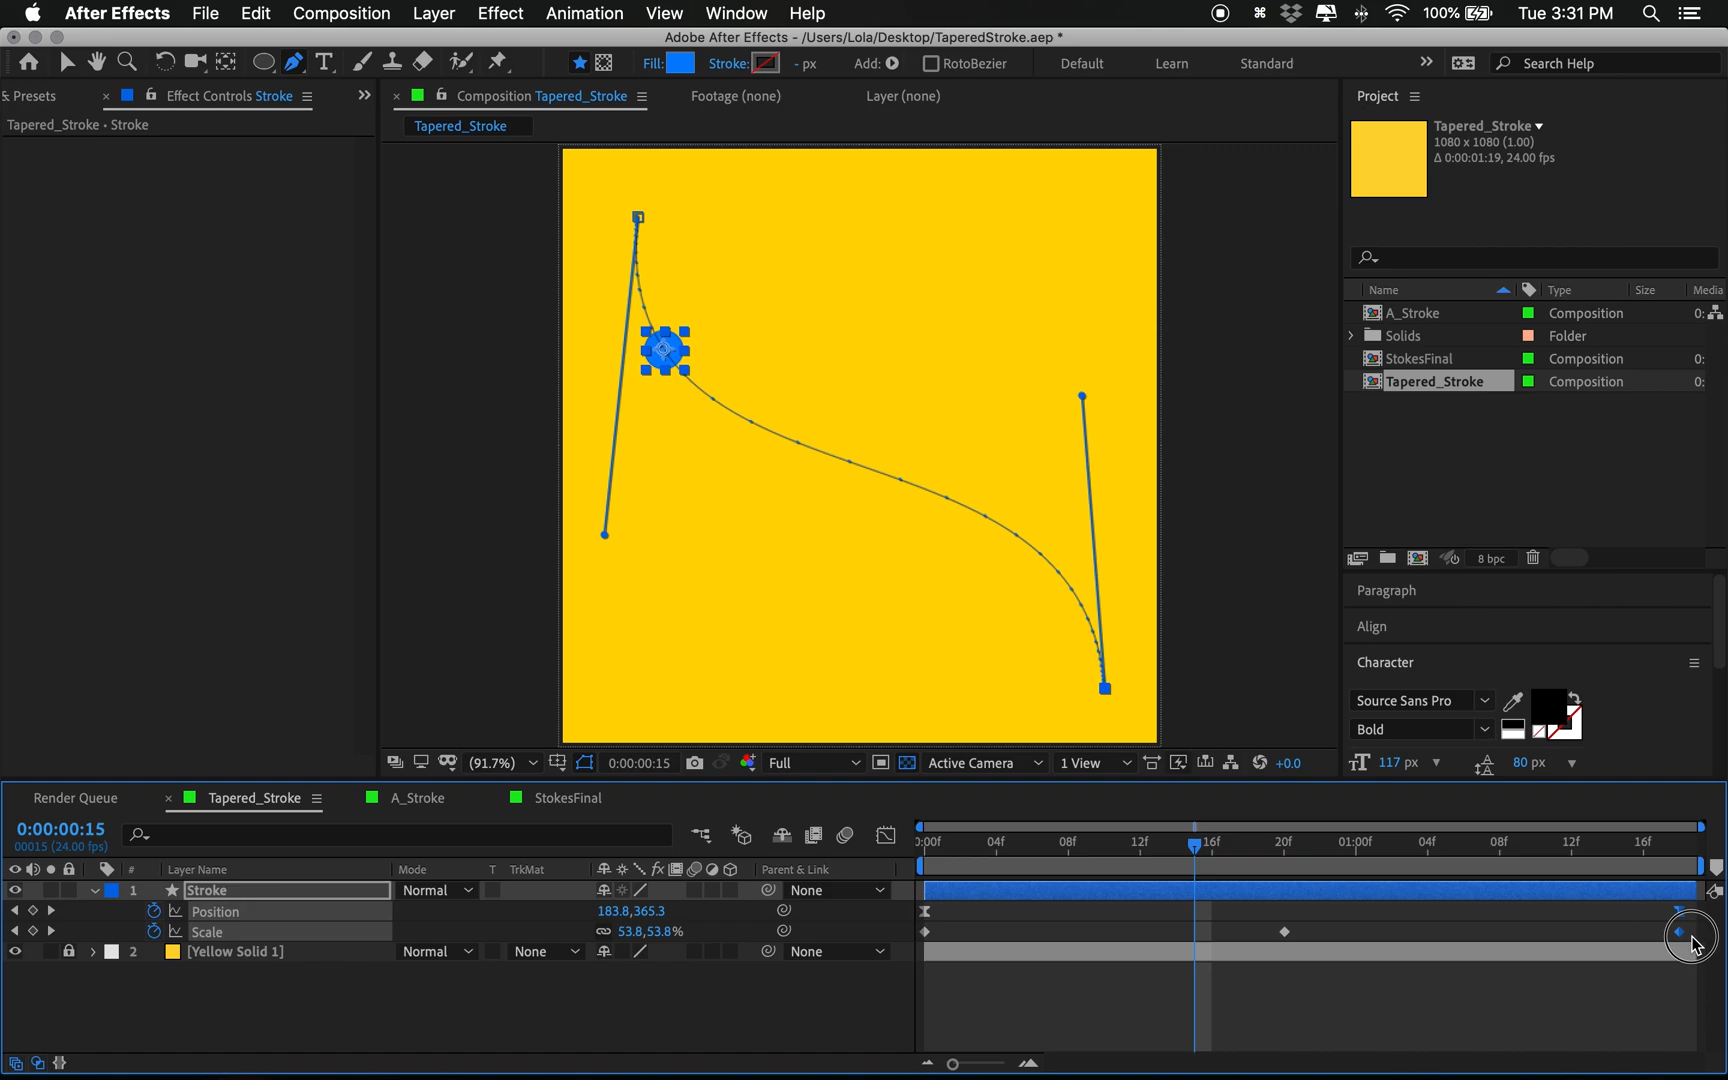 After Effects File Edit Composition Layer Effect Animation View Window Help 100% Tue 3:31 PM
Adobe After Effects - /Users/Lola/Desktop/TaperedStroke.aep *
Fill: Stroke: - px Add: RotoBezier Default Learn Standard Search Help
& Presets Effect Controls Stroke Composition Tapered_Stroke Footage (none) Layer (none) Project
Tapered_Stroke • Stroke
Tapered_Stroke
Tapered_Stroke
1080 x 1080 (1.00)
Δ 0:00:01:19, 24.00 fps
Name Type Size Media
A_Stroke Composition 0:
Solids Folder
StokesFinal Composition 0:
Tapered_Stroke Composition 0:
8 bpc
Paragraph
Align
Character
Source Sans Pro
Bold
117 px 80 px
(91.7%) 0:00:00:15 Full Active Camera 1 View +0.0
Render Queue Tapered_Stroke A_Stroke StokesFinal
0:00:00:15
00015 (24.00 fps)
):00f 04f 08f 12f 16f 20f 01:00f 04f 08f 12f 16f
# Layer Name Mode T TrkMat fx Parent & Link
1 Stroke Normal None
Position 183.8,365.3
Scale 53.8,53.8%
2 [Yellow Solid 1] Normal None None